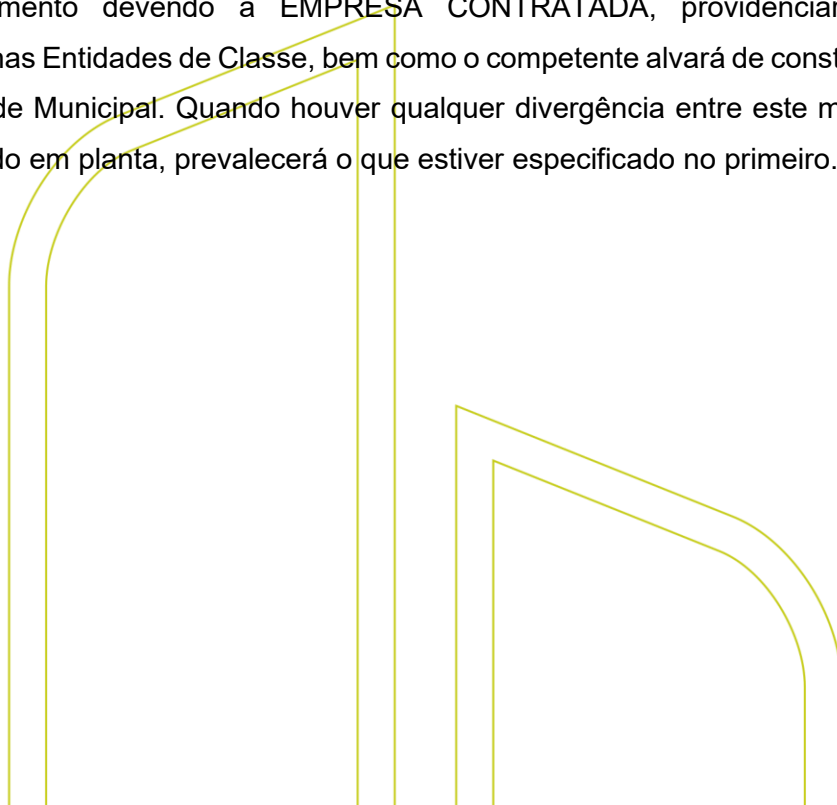 mento devendo a EMPRESA CONTRATADA, providenciar
nas Entidades de Classe, bem como o competente alvará de const
de Municipal. Quando houver qualquer divergência entre este m
do em planta, prevalecerá o que estiver especificado no primeiro.